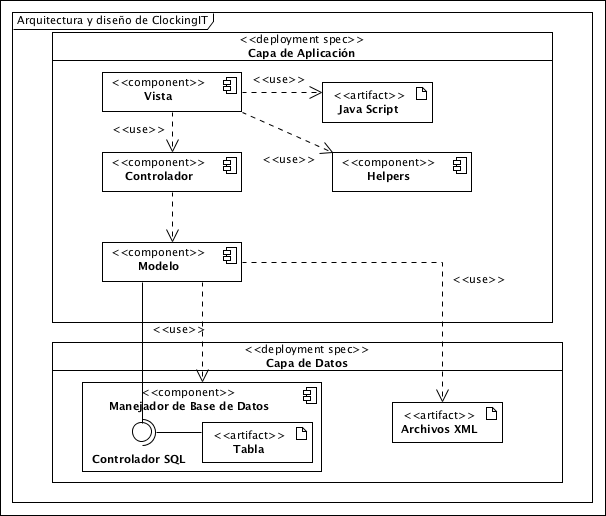 Arquitectura y diseño de ClockingIT
<<deployment spec>>
Capa de Aplicación
<<component>>
Vista
<<use>>
<<artifact>>
Java Script
<<use>>
<<use>>
<<component>>
Controlador
<<component>>
Helpers
<<component>>
Modelo
<<use>>
<<use>>
<<deployment spec>>
Capa de Datos
<<component>>
Manejador de Base de Datos
<<artifact>>
Archivos XML
<<artifact>>
Tabla
Controlador SQL